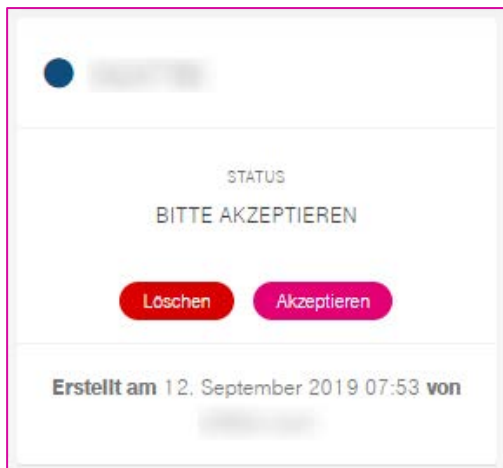 STATUS
BITTE AKZEPTIEREN
Löschen Akzeptieren
Erstellt am 12. September 2019 07:53 von